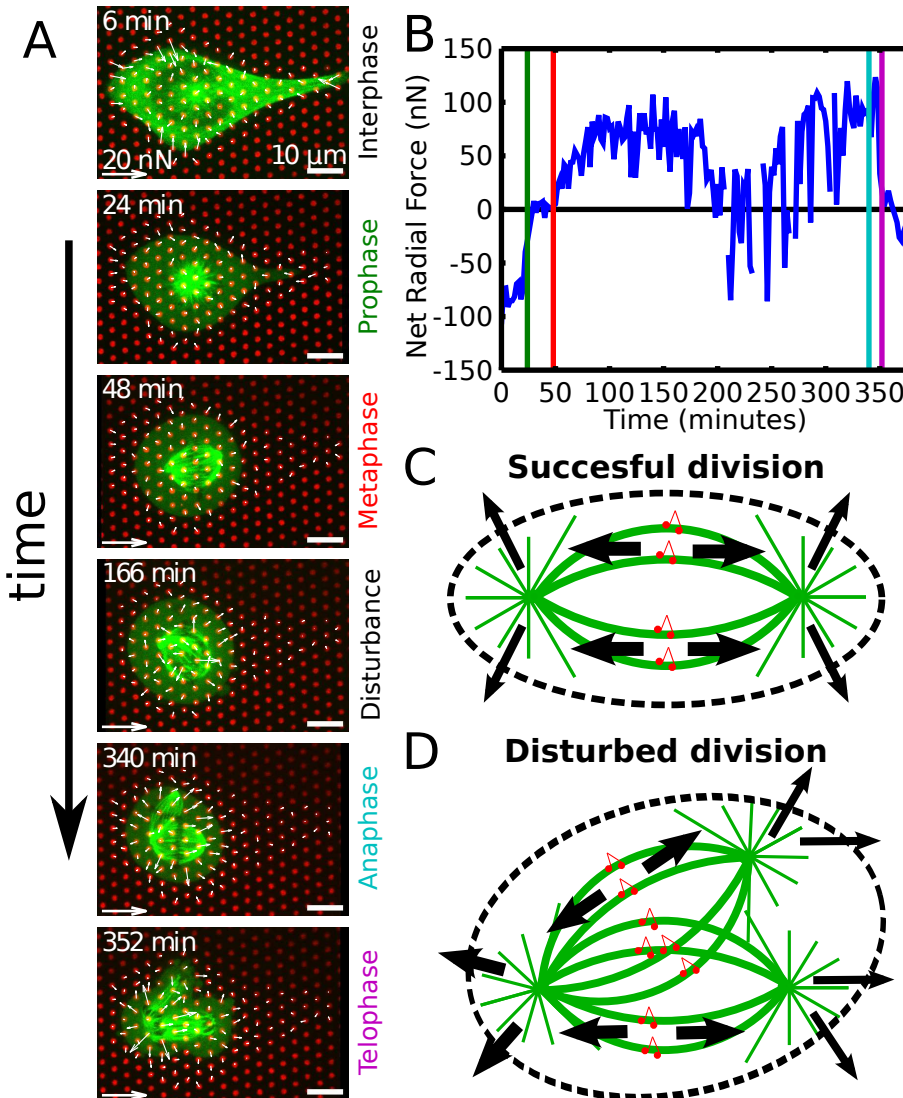 A
time
6 min
20 nN
10 μm
Interphase
24 min
Prophase
48 min
Metaphase
166 min
Disturbance
340 min
Anaphase
352 min
Telophase
B
Net Radial Force (nN)
150
100
50
0
-50
-100
-150
0 50 100 150 200 250 300 350
Time (minutes)
C
Succesful division
D
Disturbed division